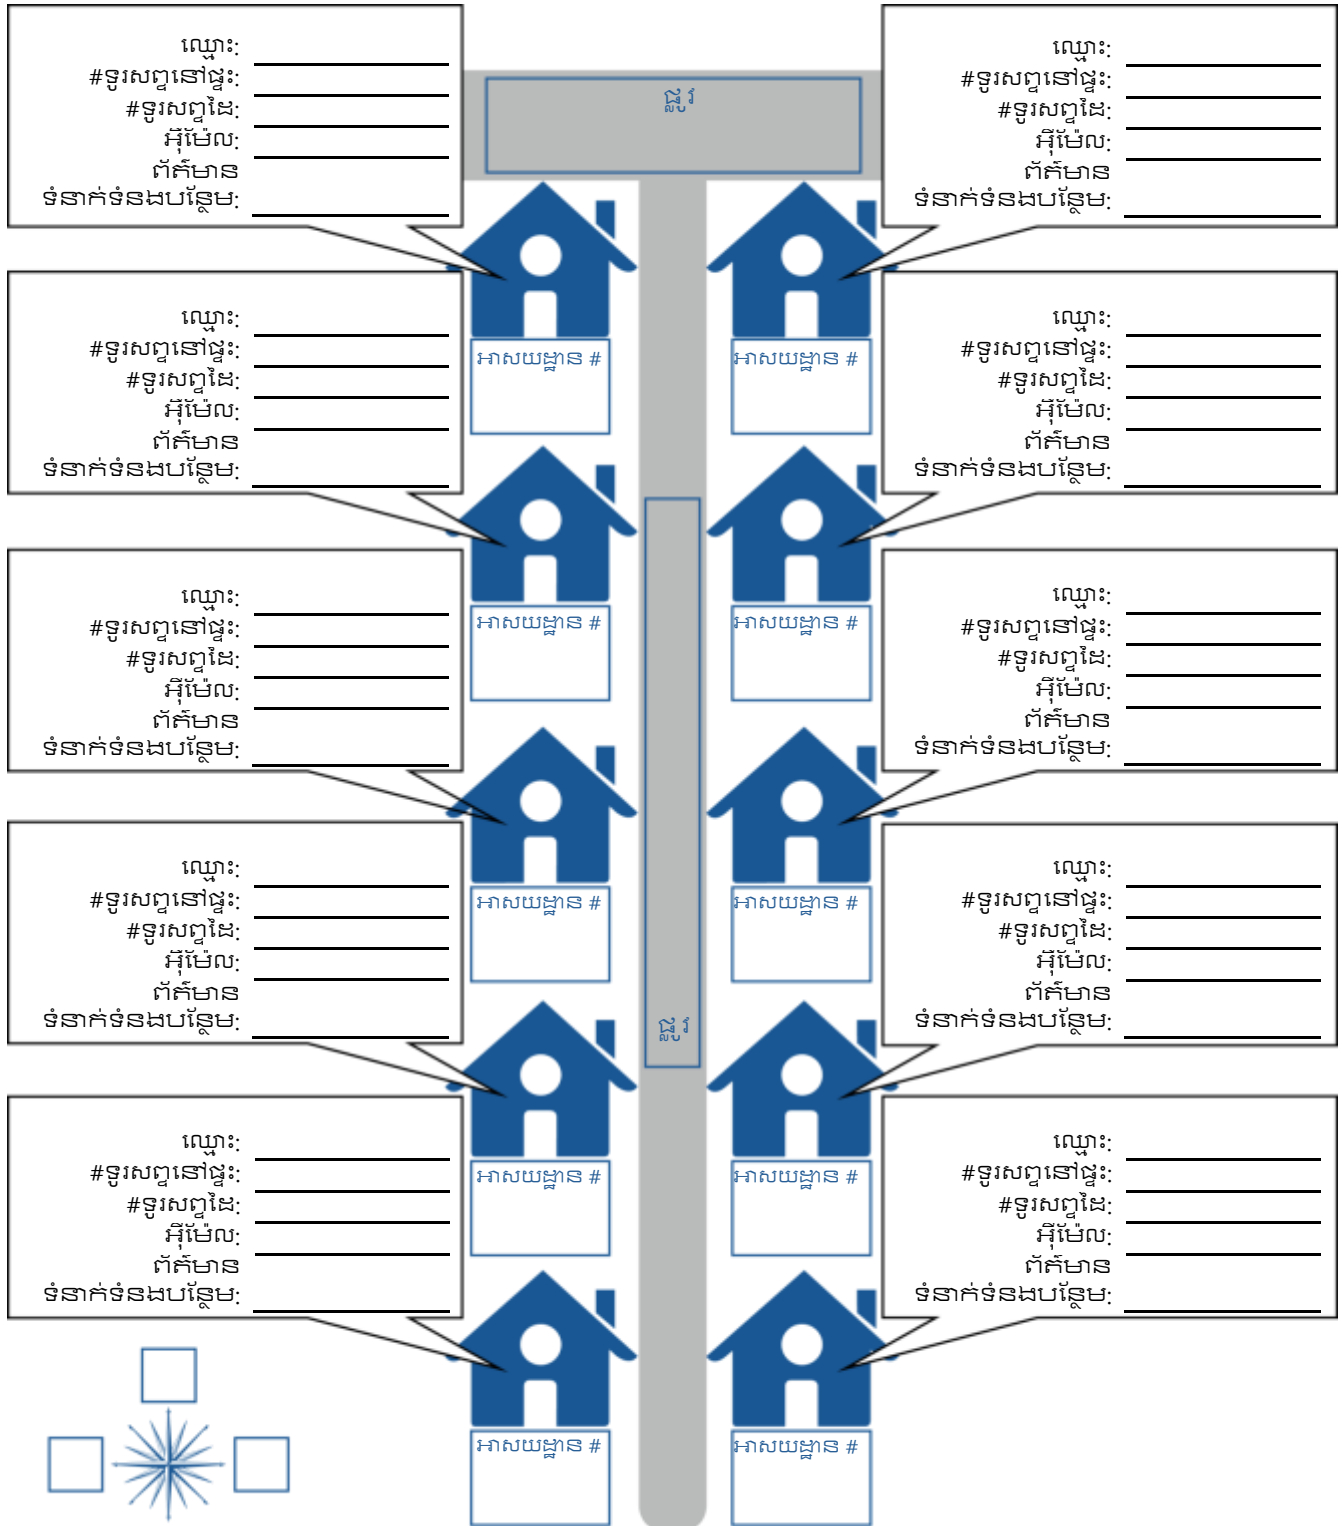 ផ្លូវ
ឈ្មោះ:
#ទូរសព្ទនៅផ្ទះ:
#ទូរសព្ទដៃ:
អ៊ីម៉ែល:
ព័ត៌មាន
ទំនាក់ទំនងបន្ថែម:
ឈ្មោះ:
#ទូរសព្ទនៅផ្ទះ:
#ទូរសព្ទដៃ:
អ៊ីម៉ែល:
ព័ត៌មាន
ទំនាក់ទំនងបន្ថែម:
អាសយដ្ឋាន #
អាសយដ្ឋាន #
ឈ្មោះ:
#ទូរសព្ទនៅផ្ទះ:
#ទូរសព្ទដៃ:
អ៊ីម៉ែល:
ព័ត៌មាន
ទំនាក់ទំនងបន្ថែម:
ឈ្មោះ:
#ទូរសព្ទនៅផ្ទះ:
#ទូរសព្ទដៃ:
អ៊ីម៉ែល:
ព័ត៌មាន
ទំនាក់ទំនងបន្ថែម:
អាសយដ្ឋាន #
អាសយដ្ឋាន #
ឈ្មោះ:
#ទូរសព្ទនៅផ្ទះ:
#ទូរសព្ទដៃ:
អ៊ីម៉ែល:
ព័ត៌មាន
ទំនាក់ទំនងបន្ថែម:
ឈ្មោះ:
#ទូរសព្ទនៅផ្ទះ:
#ទូរសព្ទដៃ:
អ៊ីម៉ែល:
ព័ត៌មាន
ទំនាក់ទំនងបន្ថែម:
អាសយដ្ឋាន #
អាសយដ្ឋាន #
ឈ្មោះ:
#ទូរសព្ទនៅផ្ទះ:
#ទូរសព្ទដៃ:
អ៊ីម៉ែល:
ព័ត៌មាន
ទំនាក់ទំនងបន្ថែម:
ផ្លូវ
ឈ្មោះ:
#ទូរសព្ទនៅផ្ទះ:
#ទូរសព្ទដៃ:
អ៊ីម៉ែល:
ព័ត៌មាន
ទំនាក់ទំនងបន្ថែម:
អាសយដ្ឋាន #
អាសយដ្ឋាន #
ឈ្មោះ:
#ទូរសព្ទនៅផ្ទះ:
#ទូរសព្ទដៃ:
អ៊ីម៉ែល:
ព័ត៌មាន
ទំនាក់ទំនងបន្ថែម:
ឈ្មោះ:
#ទូរសព្ទនៅផ្ទះ:
#ទូរសព្ទដៃ:
អ៊ីម៉ែល:
ព័ត៌មាន
ទំនាក់ទំនងបន្ថែម:
អាសយដ្ឋាន #
អាសយដ្ឋាន #